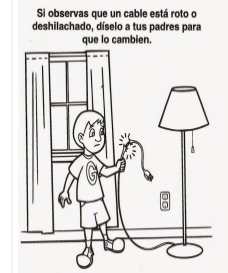 Si observas que un cable está roto o
deshilachado, díselo a tus padres para
que lo cambien.
G